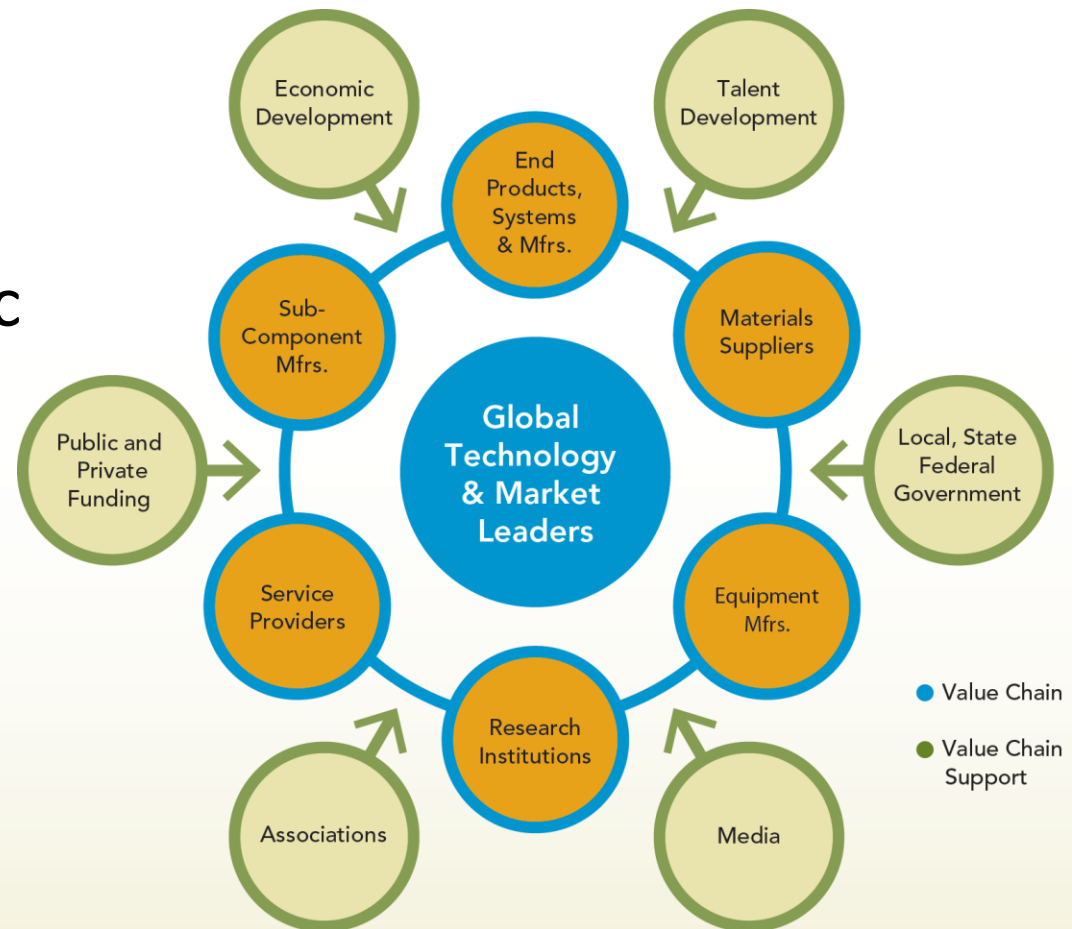 Economic
Development
Talent
Development
End
Products,
Systems
& Mfrs.
Sub-
Component
Mfrs.
Materials
Suppliers
c
Global
Technology
& Market
Leaders
Public and
Private
Funding
Local, State
Federal
Government
Service
Providers
Equipment
Mfrs.
Research
Institutions
Value Chain
Value Chain
Support
Associations
Media